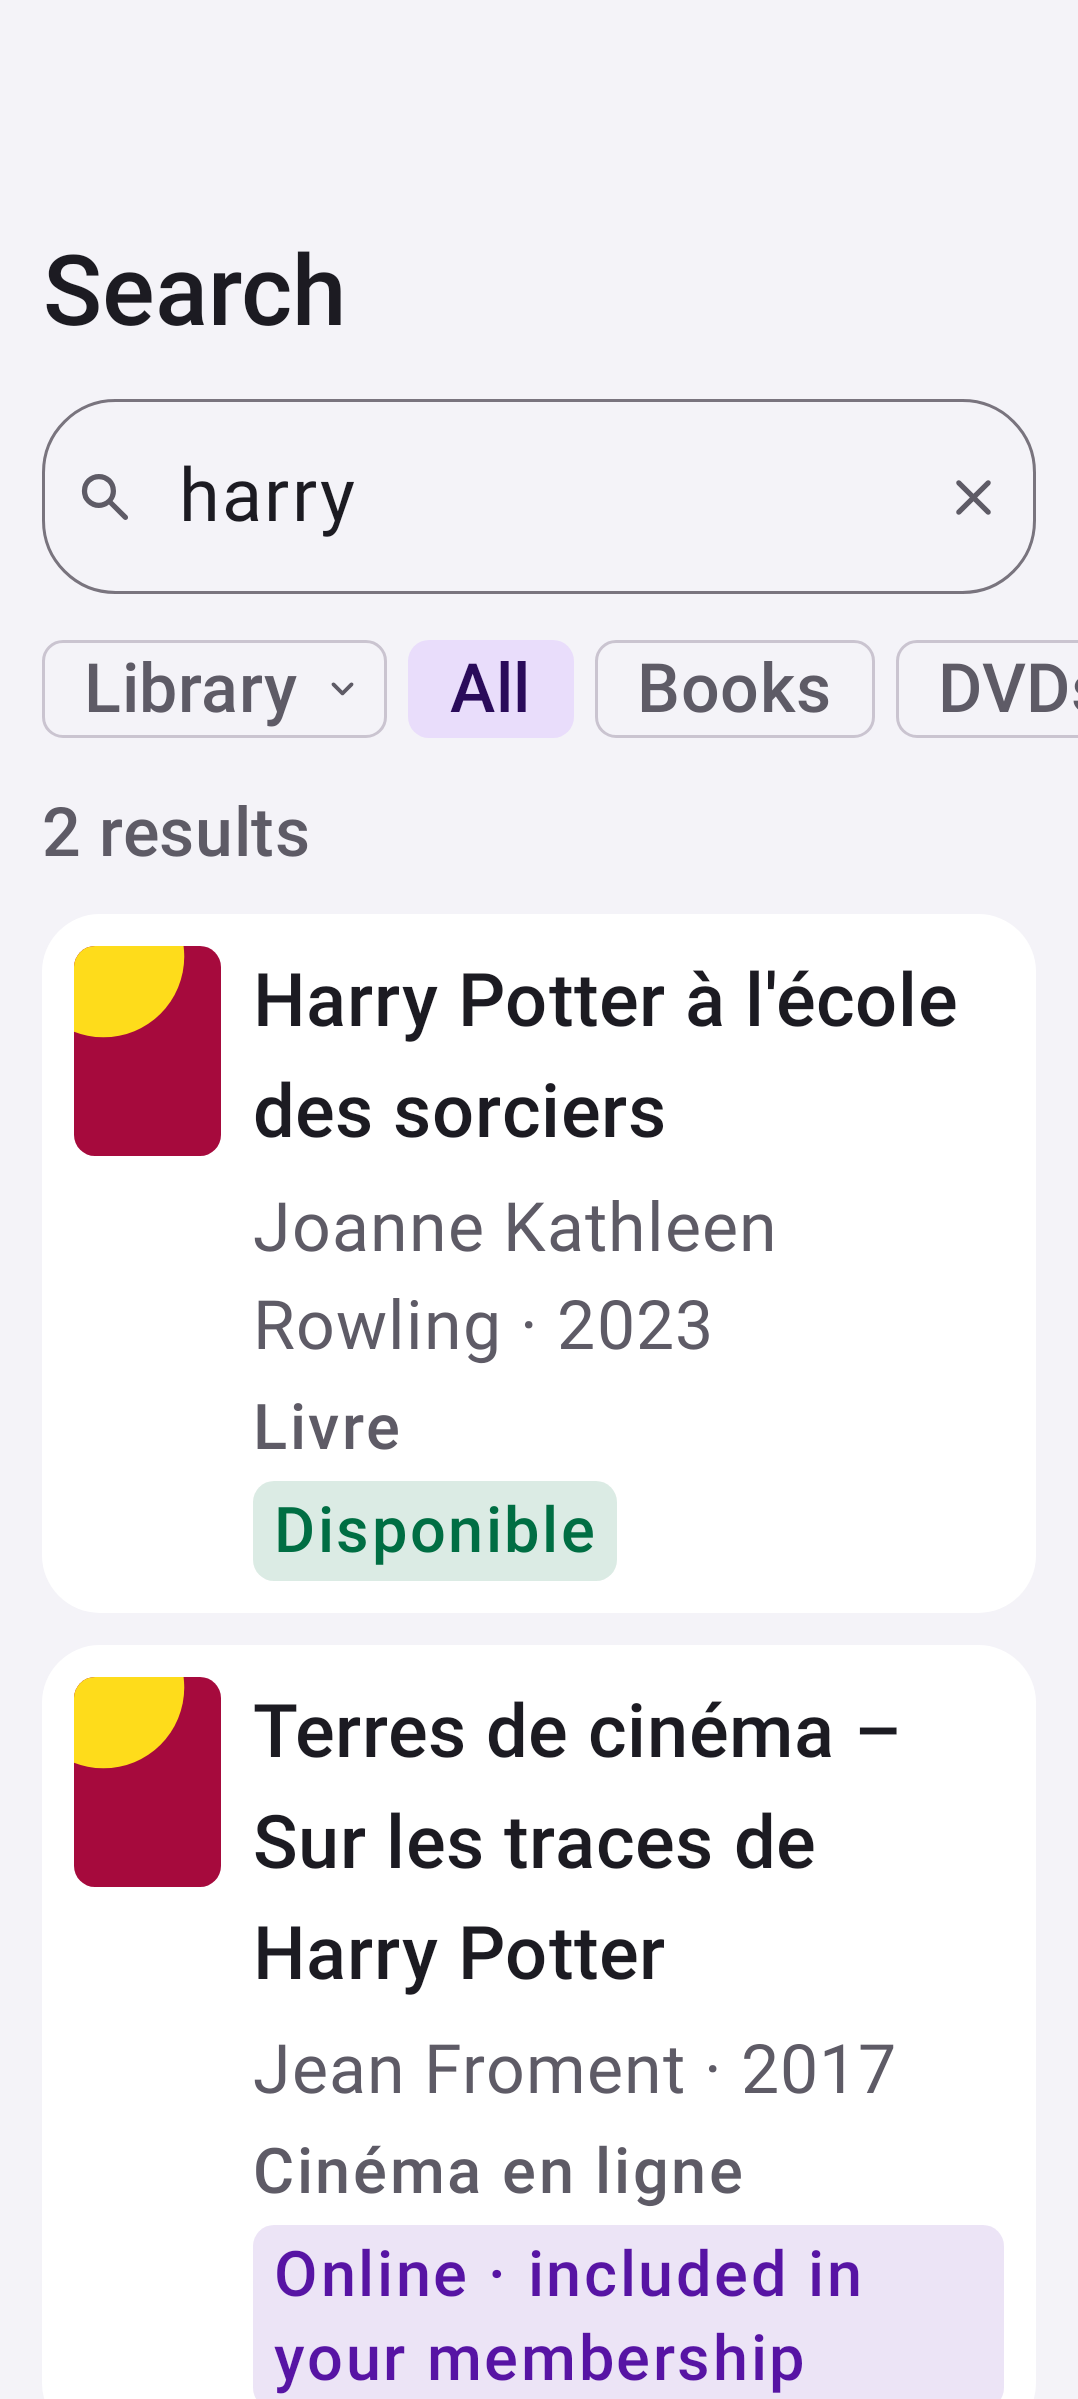 Search
harry
Library
All
Books
DVDs
2 results
Harry Potter à l'école
des sorciers
Joanne Kathleen
Rowling · 2023
Livre
Disponible
Terres de cinéma –
Sur les traces de
Harry Potter
Jean Froment · 2017
Cinéma en ligne
Online · included in
your membership